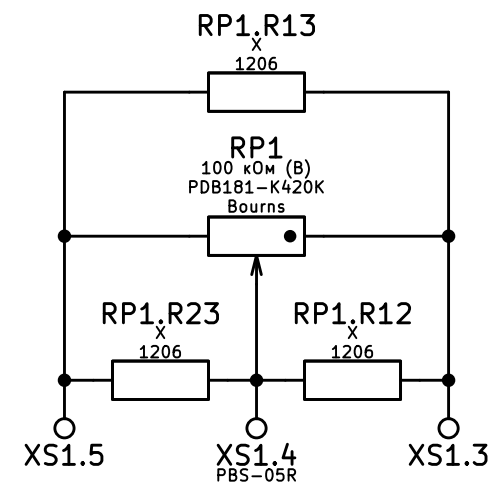 RP1.R13
X
1206
RP1
100 кОм (B)
PDB181-K420K
Bourns
RP1.R23
X
1206
RP1.R12
X
1206
XS1.5
XS1.4
PBS-05R
XS1.3